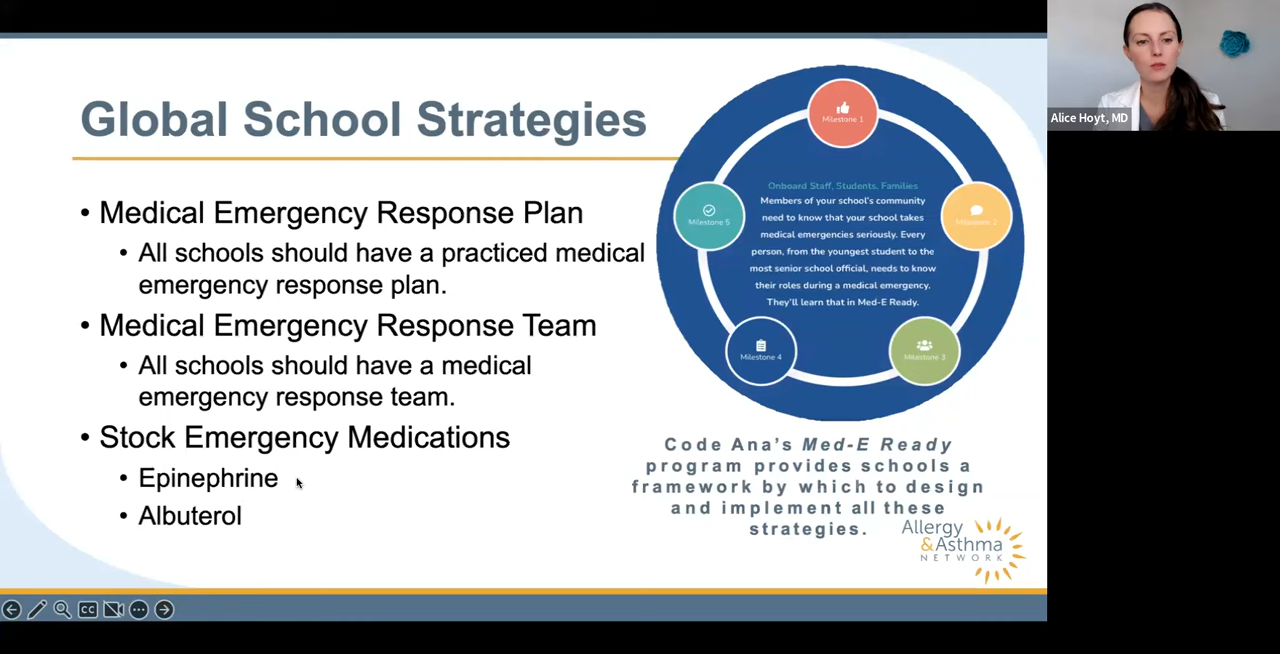 Global School Strategies
• Medical Emergency Response Plan
• All schools should have a practiced medical
emergency response plan.
• Medical Emergency Response Team
• All schools should have a medical
emergency response team.
• Stock Emergency Medications
• Epinephrine
• Albuterol
Milestone 1
Milestone 2
Milestone 3
Milestone 4
Milestone 5
Onboard Staff, Students, Families
Members of your school's community
need to know that your school takes
medical emergencies seriously. Every
person, from the youngest student to the
most senior school official, needs to know
their roles during a medical emergency.
They'll learn that in Med-E Ready.
Code Ana's Med-E Ready
program provides schools a
framework by which to design
and implement all these
strategies.
Allergy
&Asthma
NETWORK
CC
Alice Hoyt, MD